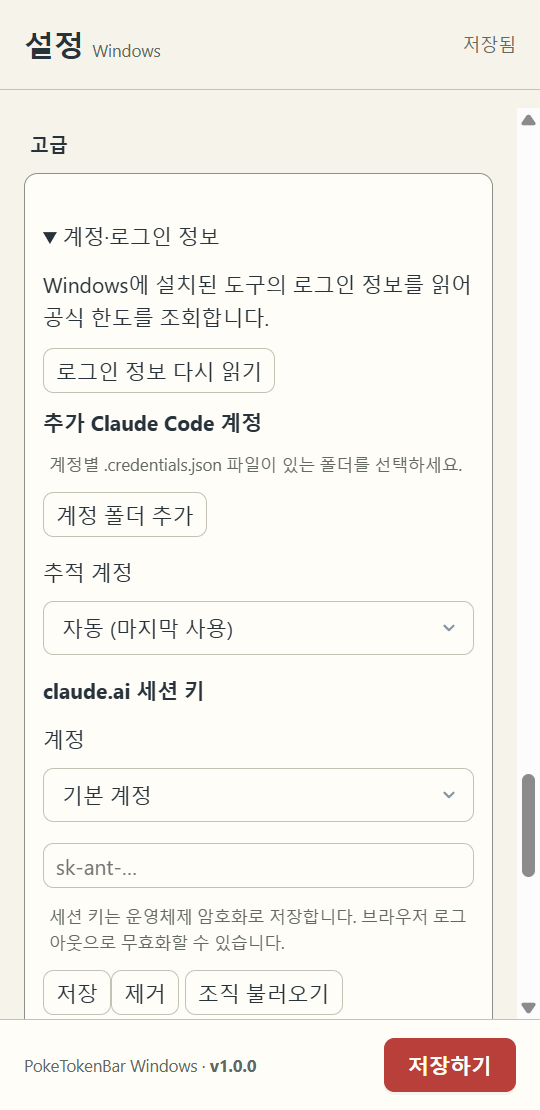 설정 Windows
저장됨
고급
▼ 계정·로그인 정보
Windows에 설치된 도구의 로그인 정보를 읽어
공식 한도를 조회합니다.
로그인 정보 다시 읽기
추가 Claude Code 계정
계정별 .credentials.json 파일이 있는 폴더를 선택하세요.
계정 폴더 추가
추적 계정
자동 (마지막 사용)
claude.ai 세션 키
계정
기본 계정
sk-ant-...
세션 키는 운영체제 암호화로 저장합니다. 브라우저 로그
아웃으로 무효화할 수 있습니다.
저장 제거 조직 불러오기
PokeTokenBar Windows · v1.0.0
저장하기